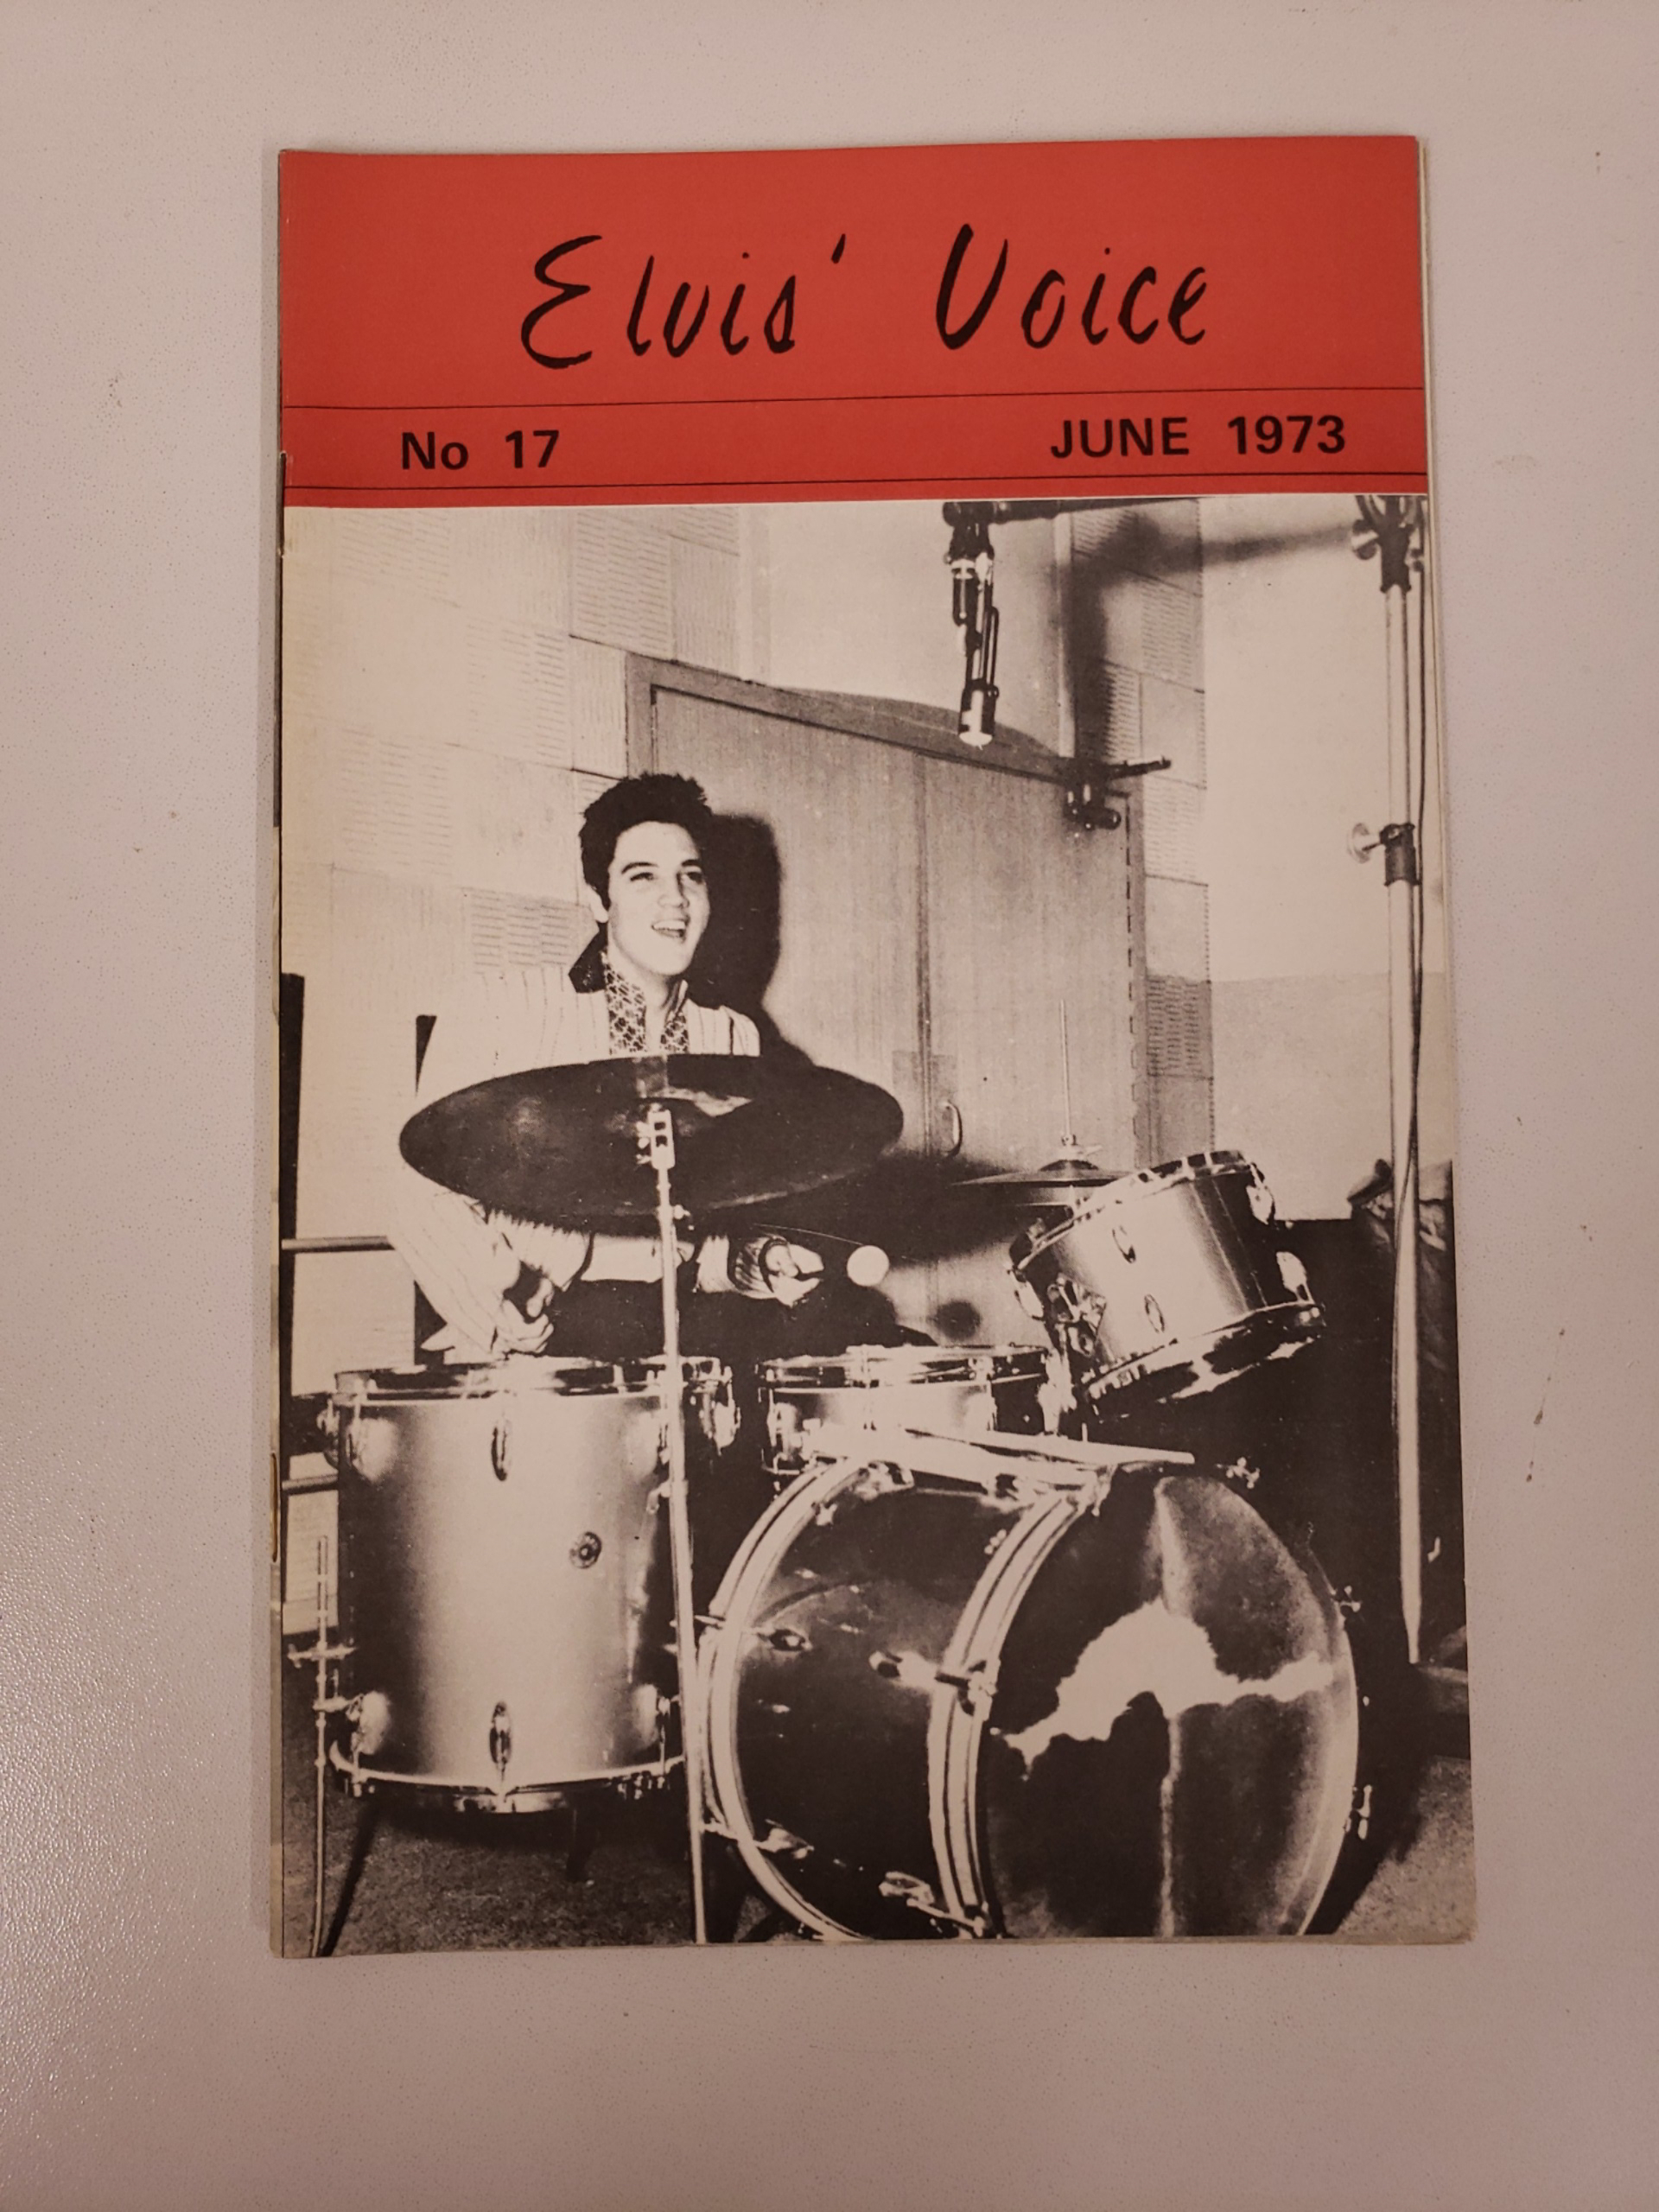 Elvis' Voice
No 17 JUNE 1973